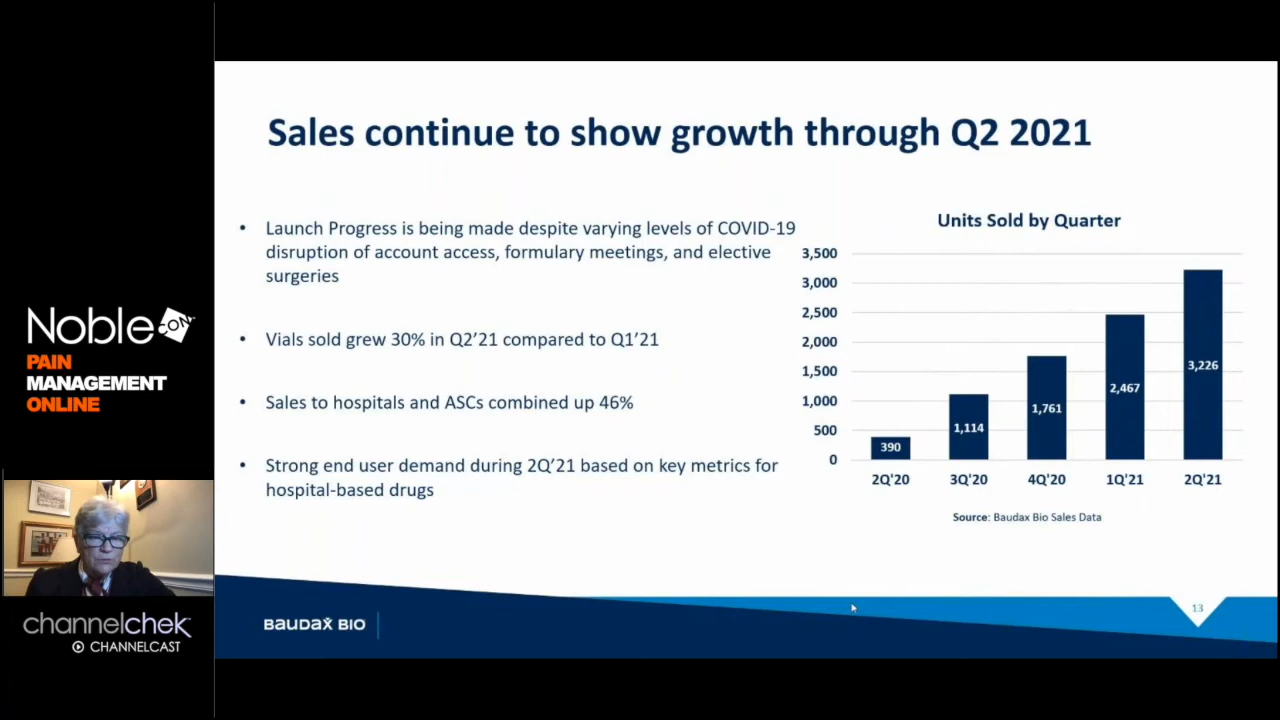 Sales continue to show growth through Q2 2021
• Launch Progress is being made despite varying levels of COVID-19
disruption of account access, formulary meetings, and elective
surgeries
• Vials sold grew 30% in Q2’21 compared to Q1’21
• Sales to hospitals and ASCs combined up 46%
• Strong end user demand during 2Q’21 based on key metrics for
hospital-based drugs
Units Sold by Quarter
3,500
3,000
2,500
2,000
1,500
1,000
500
0
390
1,114
1,761
2,467
3,226
2Q'20
3Q'20
4Q'20
1Q'21
2Q'21
Source: Baudax Bio Sales Data
BAUDAX BIO
13
Noble CON
PAIN
MANAGEMENT
ONLINE
channelchek
CHANNELCAST